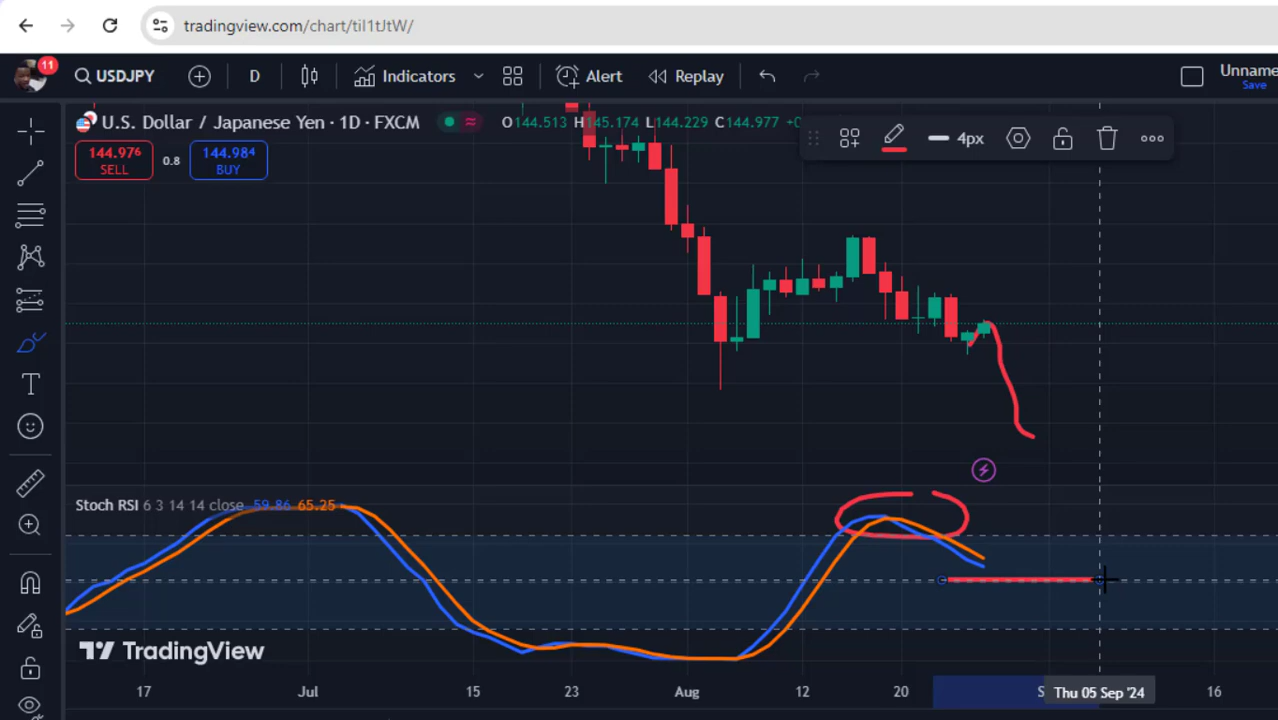 tradingview.com/chart/til1tJtW/
11
USDJPY
D
Indicators
Alert
Replay
Unname
Save
U.S. Dollar / Japanese Yen · 1D · FXCM
O144.513 H145.174 L144.229 C144.977 +0
4px
144.976
SELL
0.8
144.984
BUY
Stoch RSI 6 3 14 14 close 59.86 65.25
TradingView
17
Jul
15
23
Aug
12
20
S
Thu 05 Sep '24
16